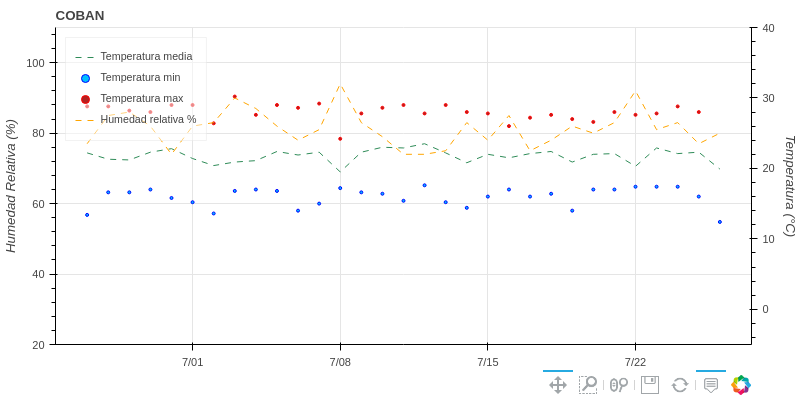 COBAN
Temperatura media
Temperatura min
Temperatura max
Humedad relativa %
Humedad Relativa (%)
100
80
60
40
20
40
30
20
10
0
Temperatura (°C)
7/01
7/08
7/15
7/22